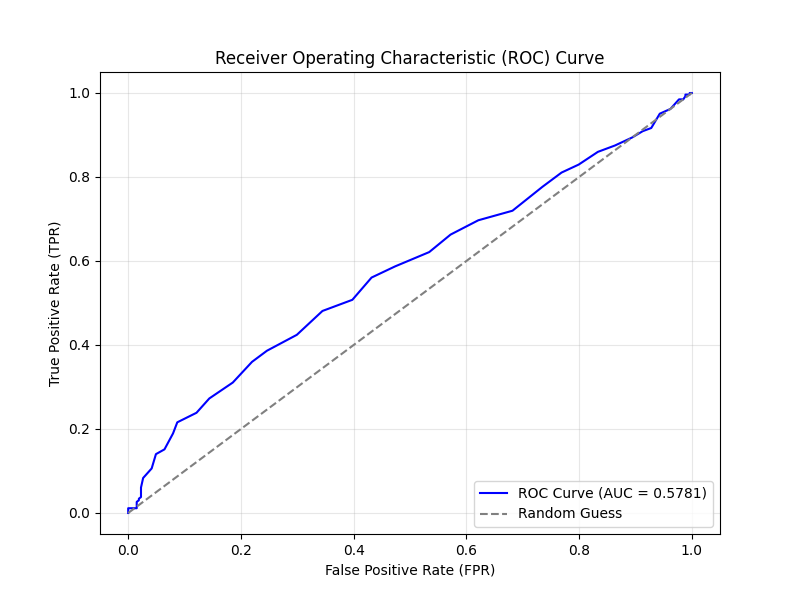 Receiver Operating Characteristic (ROC) Curve
1.0
0.8
0.6
0.4
0.2
0.0
True Positive Rate (TPR)
ROC Curve (AUC = 0.5781)
Random Guess
0.0 0.2 0.4 0.6 0.8 1.0
False Positive Rate (FPR)